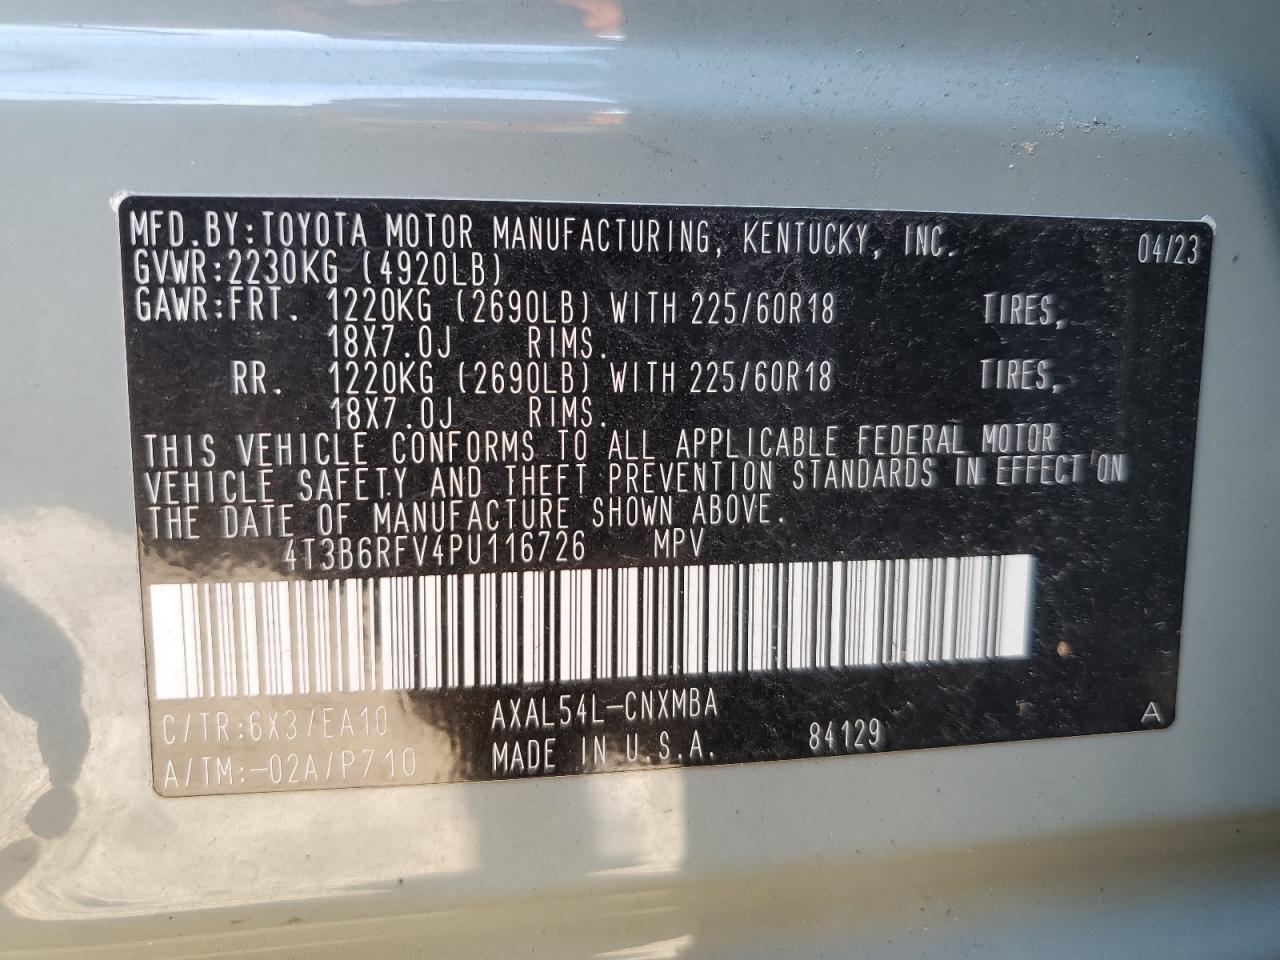 MFD.BY:TOYOTA MOTOR MANUFACTURING, KENTUCKY, INC. 04/23
GVWR:2230KG (4920LB)
GAWR:FRT. 1220KG (2690LB) WITH 225/60R18 TIRES,
18X7.0J RIMS.
RR. 1220KG (2690LB) WITH 225/60R18 TIRES,
18X7.0J RIMS.
THIS VEHICLE CONFORMS TO ALL APPLICABLE FEDERAL MOTOR
VEHICLE SAFETY AND THEFT PREVENTION STANDARDS IN EFFECT ON
THE DATE OF MANUFACTURE SHOWN ABOVE.
4T3B6RFV4PU116726 MPV
C/TR:6X3/EA10 AXAL54L-CNXMBA A
A/TM:-02A/P710 MADE IN U.S.A. 84129